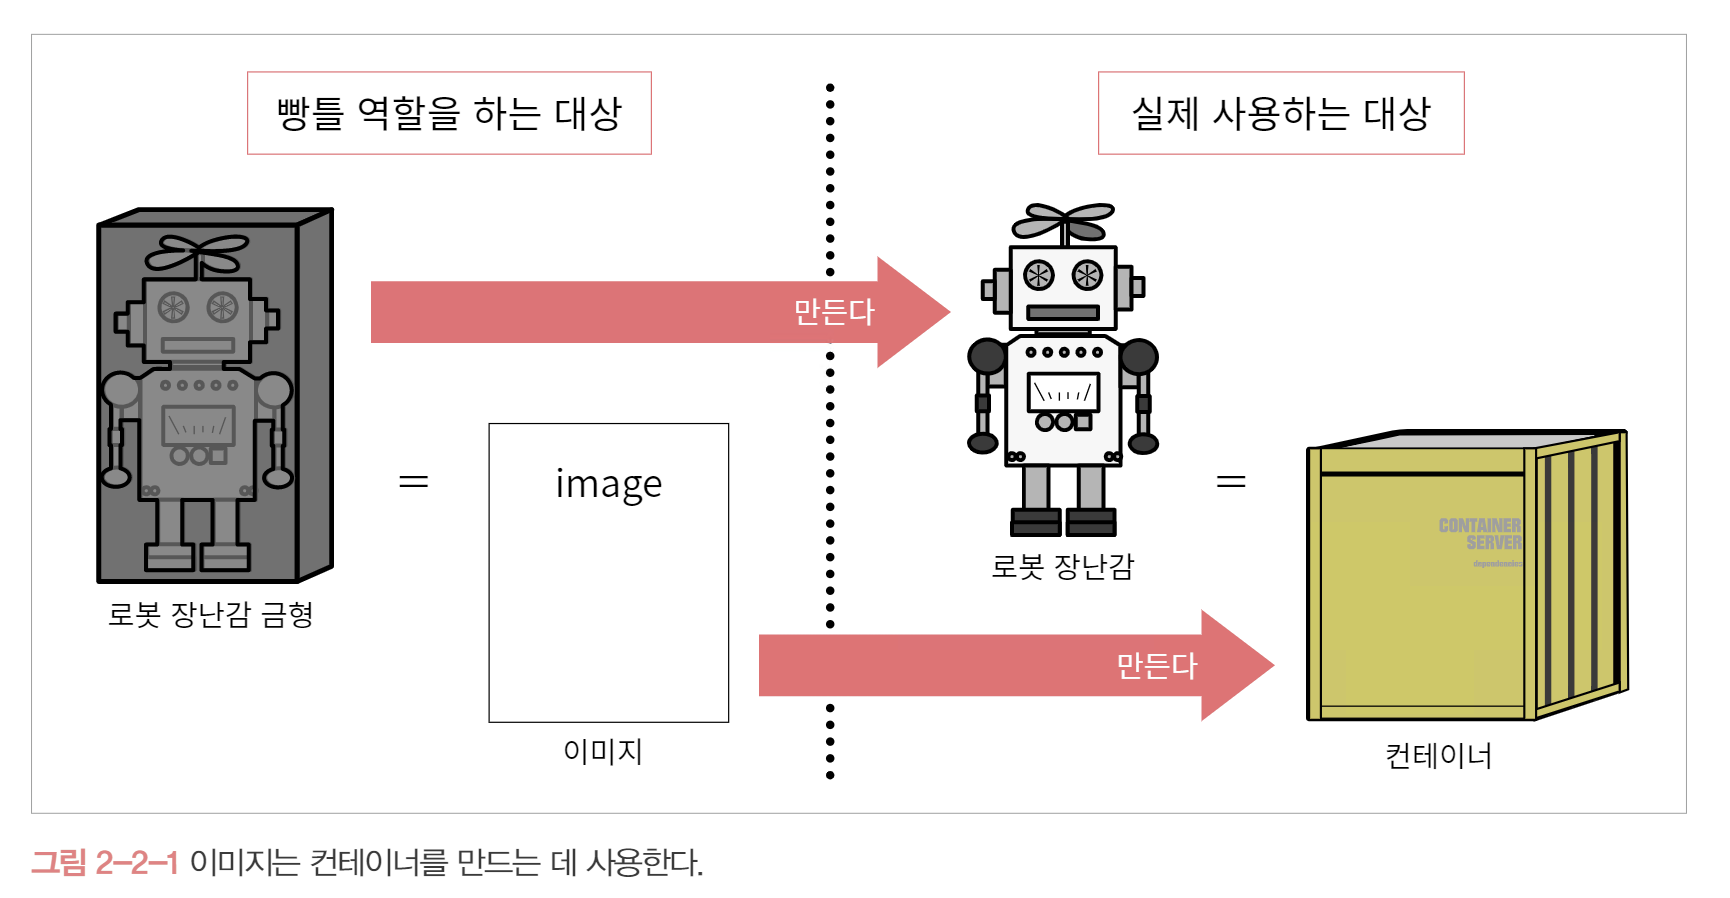 빵틀 역할을 하는 대상
실제 사용하는 대상
만든다
image
=
=
CONTAINER
SERVER
dependencies
로봇 장난감
로봇 장난감 금형
만든다
이미지
컨테이너
그림 2-2-1 이미지는 컨테이너를 만드는 데 사용한다.